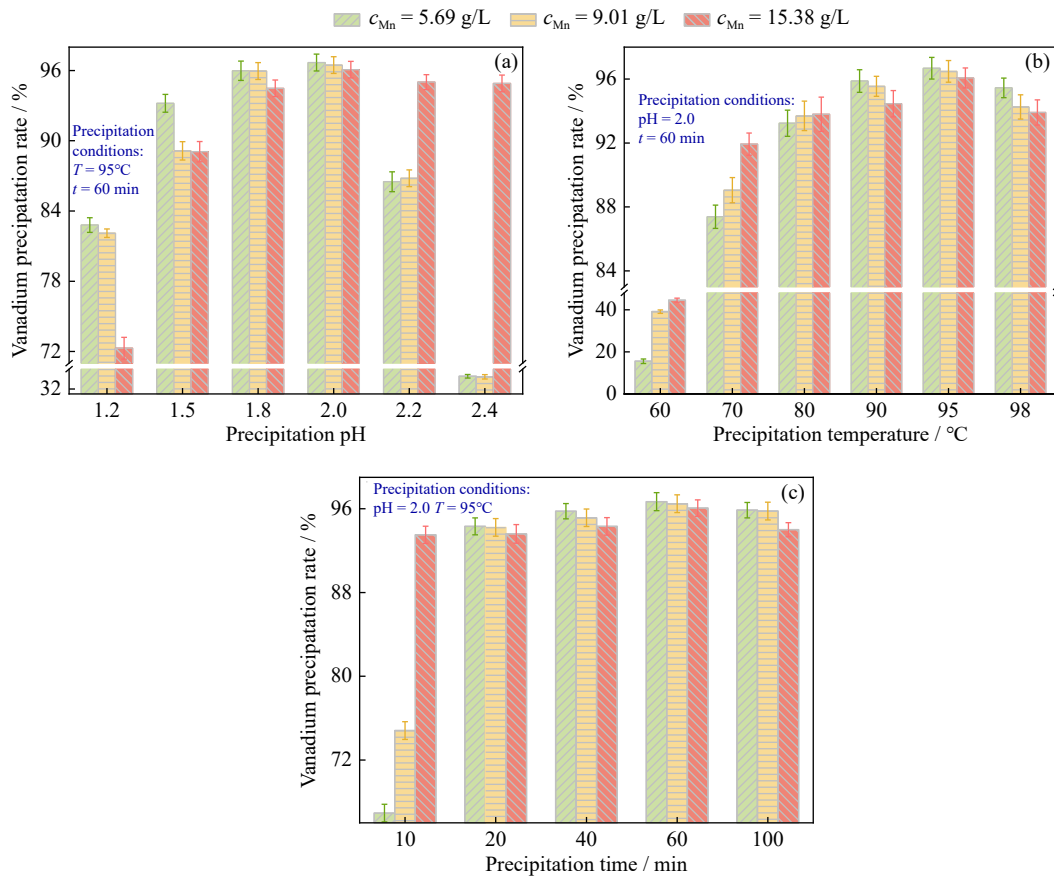 c_Mn = 5.69 g/L c_Mn = 9.01 g/L c_Mn = 15.38 g/L
(a)
Vanadium precipatation rate / %
96
90
84
78
72
32
Precipitation
conditions:
T = 95℃
t = 60 min
1.2 1.5 1.8 2.0 2.2 2.4
Precipitation pH
(b)
Vanadium precipatation rate / %
96
92
88
84
40
20
0
Precipitation conditions:
pH = 2.0
t = 60 min
60 70 80 90 95 98
Precipitation temperature / ℃
(c)
Vanadium precipatation rate / %
96
88
80
72
Precipitation conditions:
pH = 2.0 T = 95℃
10 20 40 60 100
Precipitation time / min